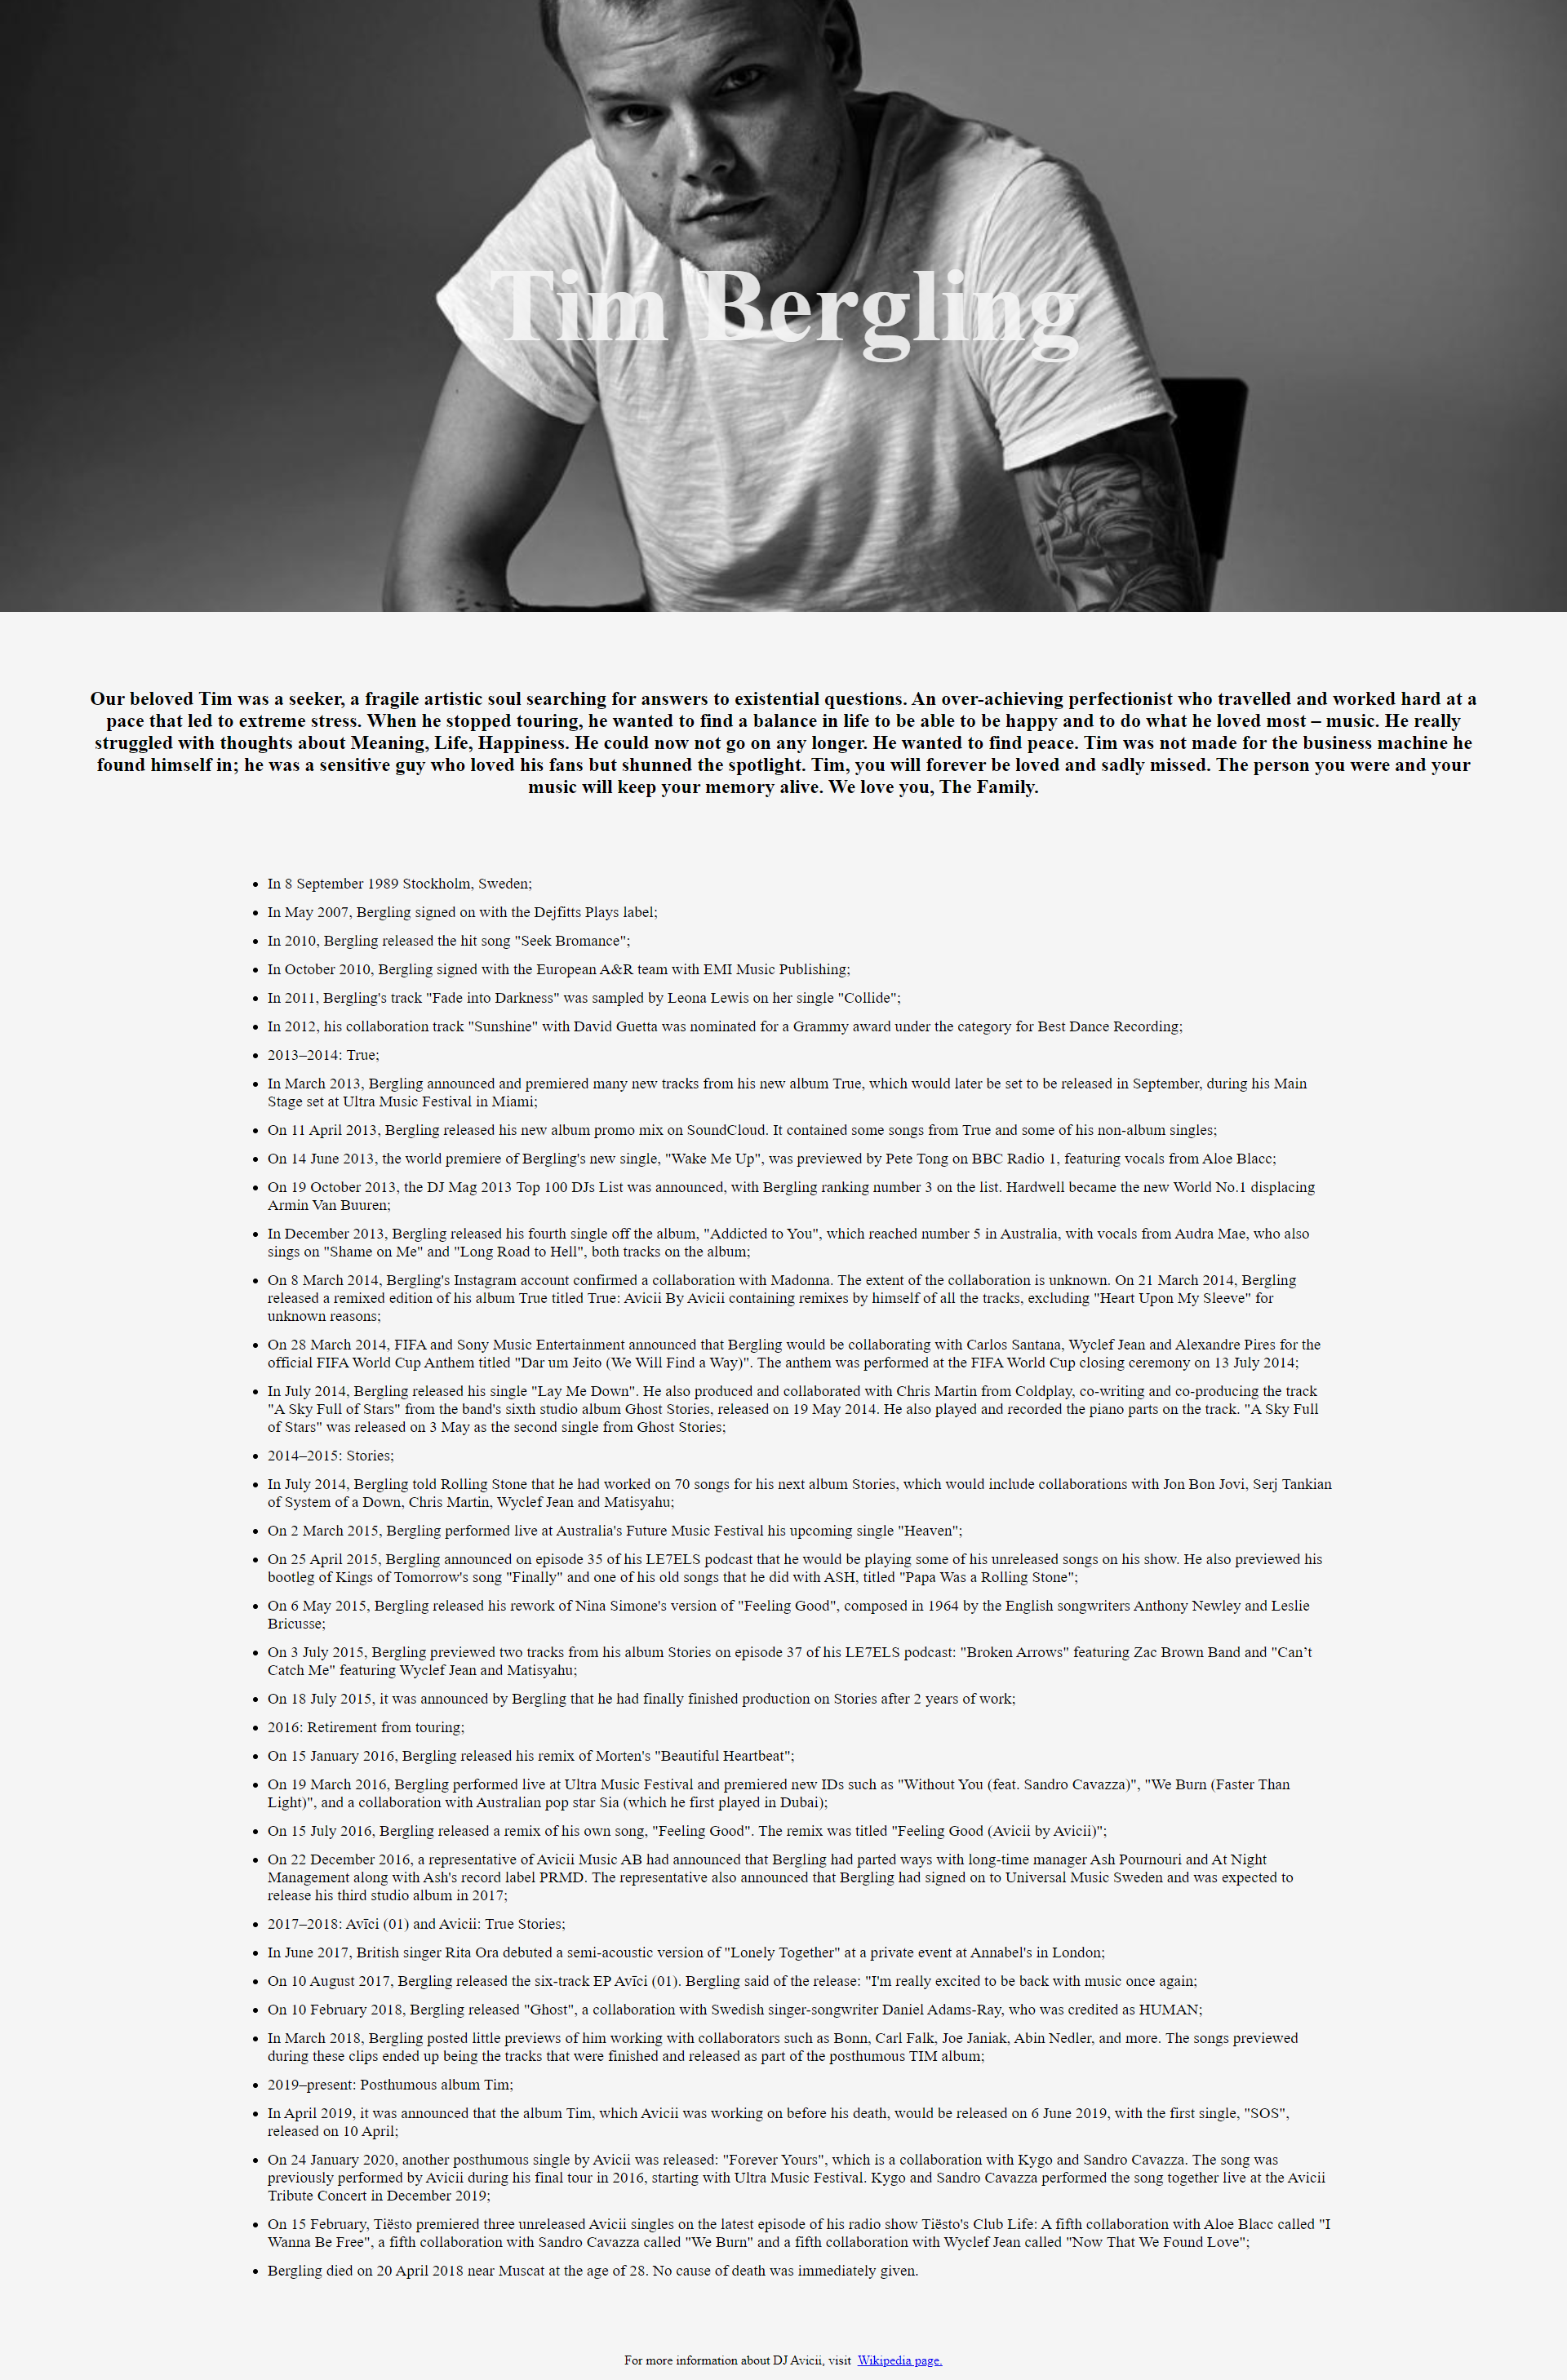 Tim Bergling
Our beloved Tim was a seeker, a fragile artistic soul searching for answers to existential questions. An over-achieving perfectionist who travelled and worked hard at a
pace that led to extreme stress. When he stopped touring, he wanted to find a balance in life to be able to be happy and to do what he loved most – music. He really
struggled with thoughts about Meaning, Life, Happiness. He could now not go on any longer. He wanted to find peace. Tim was not made for the business machine he
found himself in; he was a sensitive guy who loved his fans but shunned the spotlight. Tim, you will forever be loved and sadly missed. The person you were and your
music will keep your memory alive. We love you, The Family.
• In 8 September 1989 Stockholm, Sweden;
• In May 2007, Bergling signed on with the Dejfitts Plays label;
• In 2010, Bergling released the hit song "Seek Bromance";
• In October 2010, Bergling signed with the European A&R team with EMI Music Publishing;
• In 2011, Bergling's track "Fade into Darkness" was sampled by Leona Lewis on her single "Collide";
• In 2012, his collaboration track "Sunshine" with David Guetta was nominated for a Grammy award under the category for Best Dance Recording;
• 2013–2014: True;
• In March 2013, Bergling announced and premiered many new tracks from his new album True, which would later be set to be released in September, during his Main
Stage set at Ultra Music Festival in Miami;
• On 11 April 2013, Bergling released his new album promo mix on SoundCloud. It contained some songs from True and some of his non-album singles;
• On 14 June 2013, the world premiere of Bergling's new single, "Wake Me Up", was previewed by Pete Tong on BBC Radio 1, featuring vocals from Aloe Blacc;
• On 19 October 2013, the DJ Mag 2013 Top 100 DJs List was announced, with Bergling ranking number 3 on the list. Hardwell became the new World No.1 displacing
Armin Van Buuren;
• In December 2013, Bergling released his fourth single off the album, "Addicted to You", which reached number 5 in Australia, with vocals from Audra Mae, who also
sings on "Shame on Me" and "Long Road to Hell", both tracks on the album;
• On 8 March 2014, Bergling's Instagram account confirmed a collaboration with Madonna. The extent of the collaboration is unknown. On 21 March 2014, Bergling
released a remixed edition of his album True titled True: Avicii By Avicii containing remixes by himself of all the tracks, excluding "Heart Upon My Sleeve" for
unknown reasons;
• On 28 March 2014, FIFA and Sony Music Entertainment announced that Bergling would be collaborating with Carlos Santana, Wyclef Jean and Alexandre Pires for the
official FIFA World Cup Anthem titled "Dar um Jeito (We Will Find a Way)". The anthem was performed at the FIFA World Cup closing ceremony on 13 July 2014;
• In July 2014, Bergling released his single "Lay Me Down". He also produced and collaborated with Chris Martin from Coldplay, co-writing and co-producing the track
"A Sky Full of Stars" from the band's sixth studio album Ghost Stories, released on 19 May 2014. He also played and recorded the piano parts on the track. "A Sky Full
of Stars" was released on 3 May as the second single from Ghost Stories;
• 2014–2015: Stories;
• In July 2014, Bergling told Rolling Stone that he had worked on 70 songs for his next album Stories, which would include collaborations with Jon Bon Jovi, Serj Tankian
of System of a Down, Chris Martin, Wyclef Jean and Matisyahu;
• On 2 March 2015, Bergling performed live at Australia's Future Music Festival his upcoming single "Heaven";
• On 25 April 2015, Bergling announced on episode 35 of his LE7ELS podcast that he would be playing some of his unreleased songs on his show. He also previewed his
bootleg of Kings of Tomorrow's song "Finally" and one of his old songs that he did with ASH, titled "Papa Was a Rolling Stone";
• On 6 May 2015, Bergling released his rework of Nina Simone's version of "Feeling Good", composed in 1964 by the English songwriters Anthony Newley and Leslie
Bricusse;
• On 3 July 2015, Bergling previewed two tracks from his album Stories on episode 37 of his LE7ELS podcast: "Broken Arrows" featuring Zac Brown Band and "Can’t
Catch Me" featuring Wyclef Jean and Matisyahu;
• On 18 July 2015, it was announced by Bergling that he had finally finished production on Stories after 2 years of work;
• 2016: Retirement from touring;
• On 15 January 2016, Bergling released his remix of Morten's "Beautiful Heartbeat";
• On 19 March 2016, Bergling performed live at Ultra Music Festival and premiered new IDs such as "Without You (feat. Sandro Cavazza)", "We Burn (Faster Than
Light)", and a collaboration with Australian pop star Sia (which he first played in Dubai);
• On 15 July 2016, Bergling released a remix of his own song, "Feeling Good". The remix was titled "Feeling Good (Avicii by Avicii)";
• On 22 December 2016, a representative of Avicii Music AB had announced that Bergling had parted ways with long-time manager Ash Pournouri and At Night
Management along with Ash's record label PRMD. The representative also announced that Bergling had signed on to Universal Music Sweden and was expected to
release his third studio album in 2017;
• 2017–2018: Avīci (01) and Avicii: True Stories;
• In June 2017, British singer Rita Ora debuted a semi-acoustic version of "Lonely Together" at a private event at Annabel's in London;
• On 10 August 2017, Bergling released the six-track EP Avīci (01). Bergling said of the release: "I'm really excited to be back with music once again;
• On 10 February 2018, Bergling released "Ghost", a collaboration with Swedish singer-songwriter Daniel Adams-Ray, who was credited as HUMAN;
• In March 2018, Bergling posted little previews of him working with collaborators such as Bonn, Carl Falk, Joe Janiak, Abin Nedler, and more. The songs previewed
during these clips ended up being the tracks that were finished and released as part of the posthumous TIM album;
• 2019–present: Posthumous album Tim;
• In April 2019, it was announced that the album Tim, which Avicii was working on before his death, would be released on 6 June 2019, with the first single, "SOS",
released on 10 April;
• On 24 January 2020, another posthumous single by Avicii was released: "Forever Yours", which is a collaboration with Kygo and Sandro Cavazza. The song was
previously performed by Avicii during his final tour in 2016, starting with Ultra Music Festival. Kygo and Sandro Cavazza performed the song together live at the Avicii
Tribute Concert in December 2019;
• On 15 February, Tiësto premiered three unreleased Avicii singles on the latest episode of his radio show Tiësto's Club Life: A fifth collaboration with Aloe Blacc called "I
Wanna Be Free", a fifth collaboration with Sandro Cavazza called "We Burn" and a fifth collaboration with Wyclef Jean called "Now That We Found Love";
• Bergling died on 20 April 2018 near Muscat at the age of 28. No cause of death was immediately given.
For more information about DJ Avicii, visit Wikipedia page.